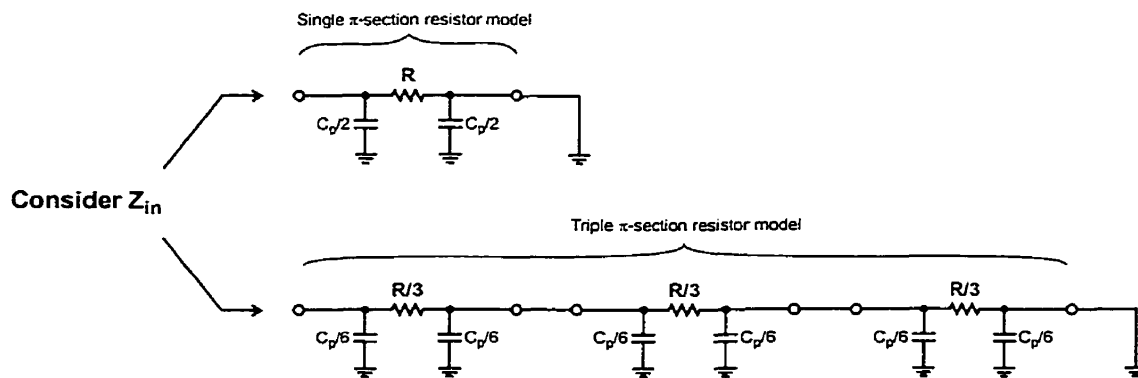 Single π-section resistor model
R
Cp/2 Cp/2
Consider Zin
Triple π-section resistor model
R/3 R/3 R/3
Cp/6 Cp/6 Cp/6 Cp/6 Cp/6 Cp/6